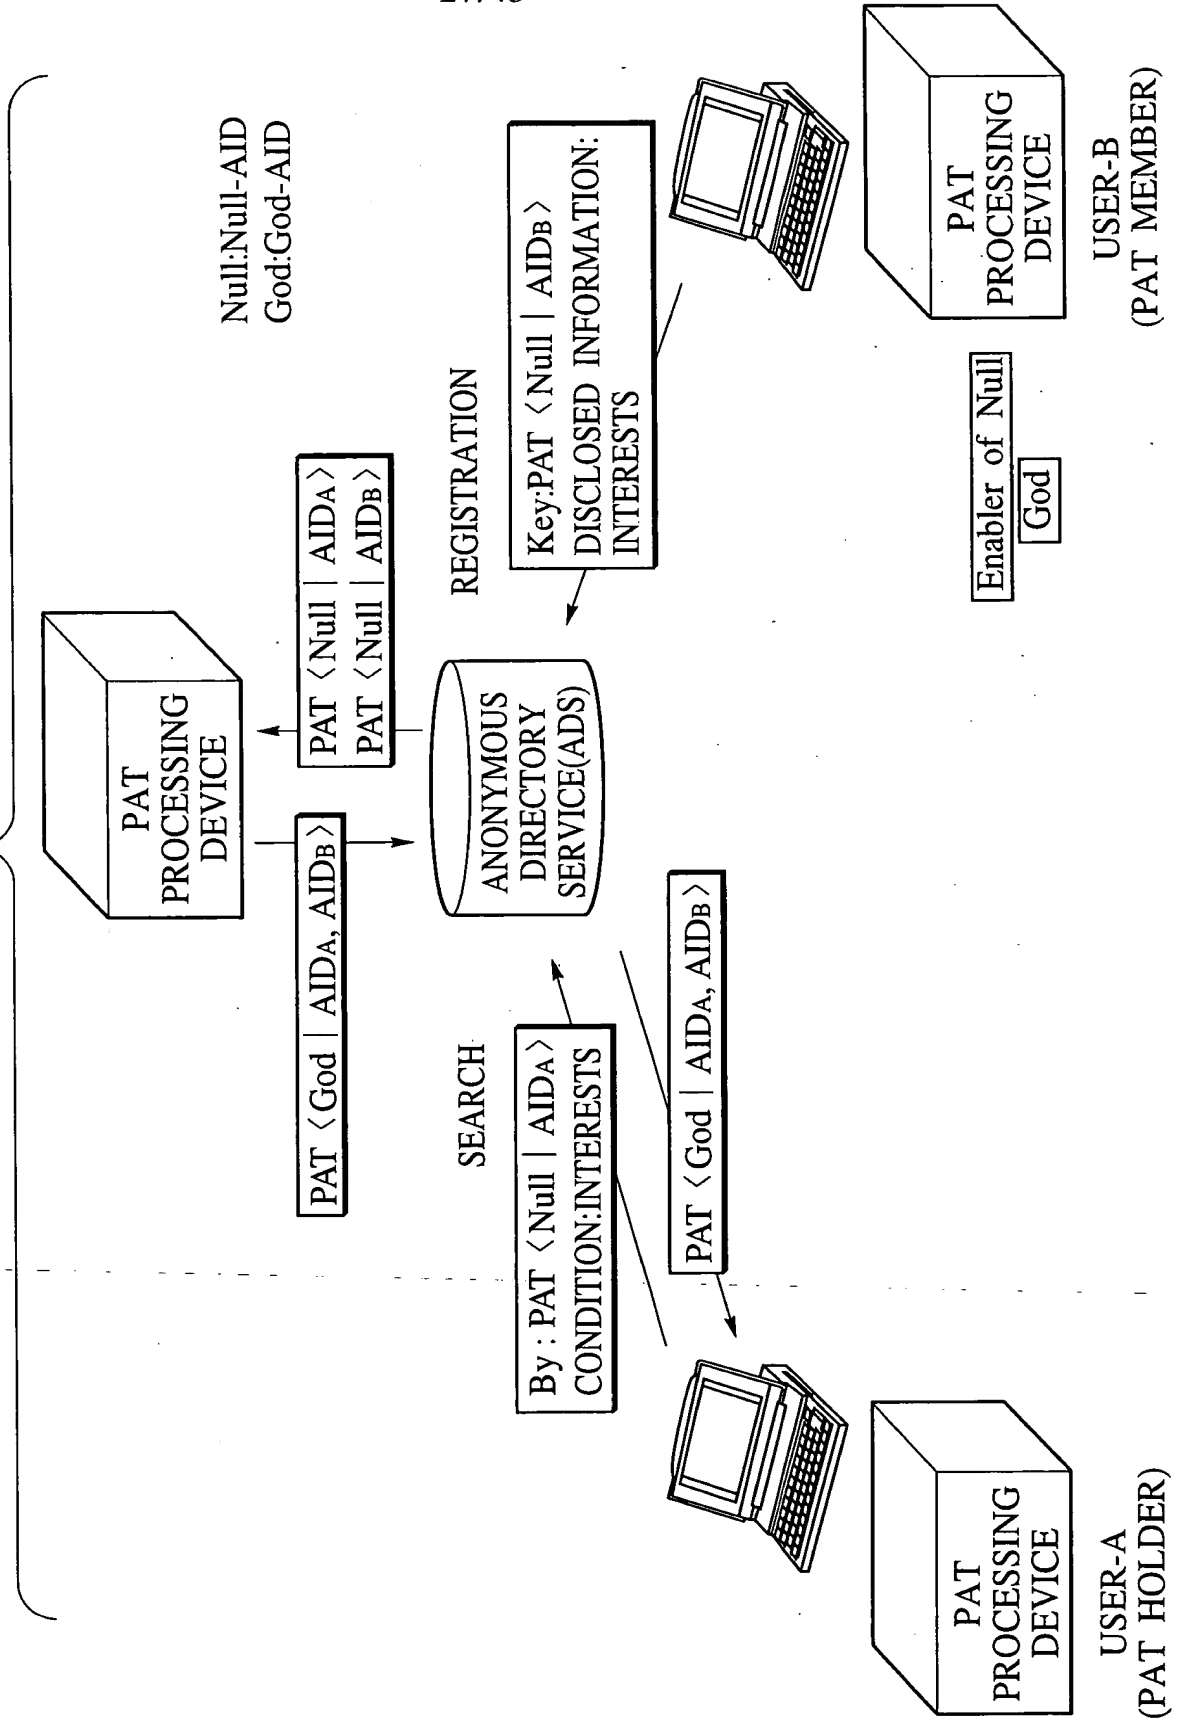 Null:Null-AID
God:God-AID
PAT
PROCESSING
DEVICE
PAT <God | AIDA, AIDB>
PAT <Null | AIDA>
PAT <Null | AIDB>
SEARCH
REGISTRATION
ANONYMOUS
DIRECTORY
SERVICE(ADS)
By : PAT <Null | AIDA>
CONDITION:INTERESTS
Key:PAT <Null | AIDB>
DISCLOSED INFORMATION:
INTERESTS
PAT <God | AIDA, AIDB>
PAT
PROCESSING
DEVICE
USER-A
(PAT HOLDER)
Enabler of Null
God
PAT
PROCESSING
DEVICE
USER-B
(PAT MEMBER)